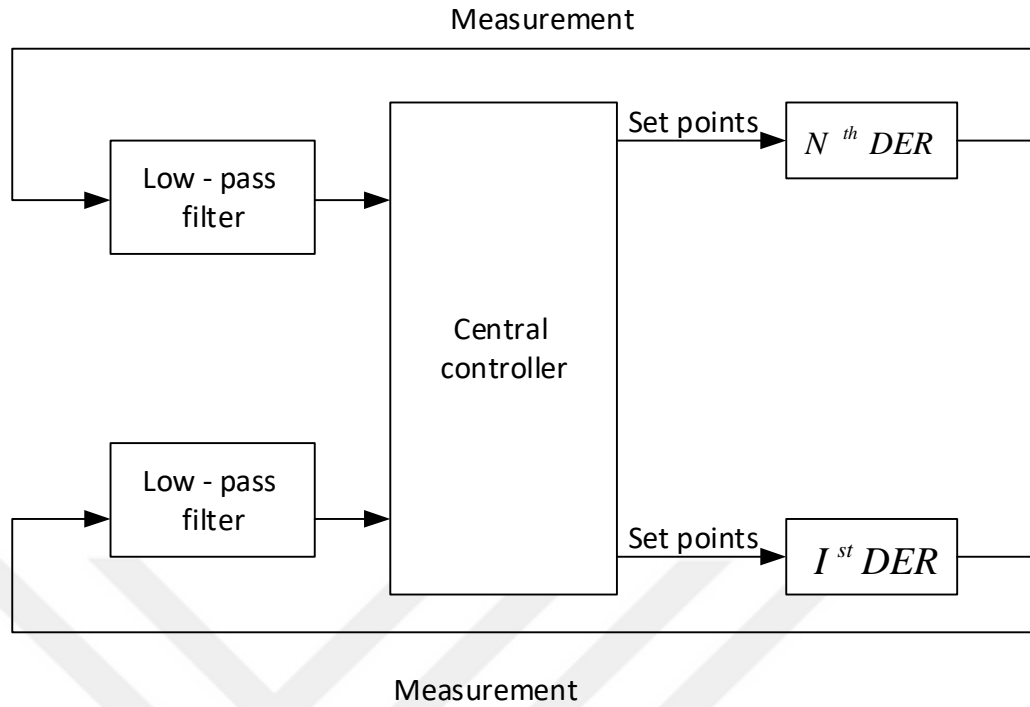 Measurement
Set points
N th DER
Low - pass
filter
Central
controller
Low - pass
filter
Set points
I st DER
Measurement